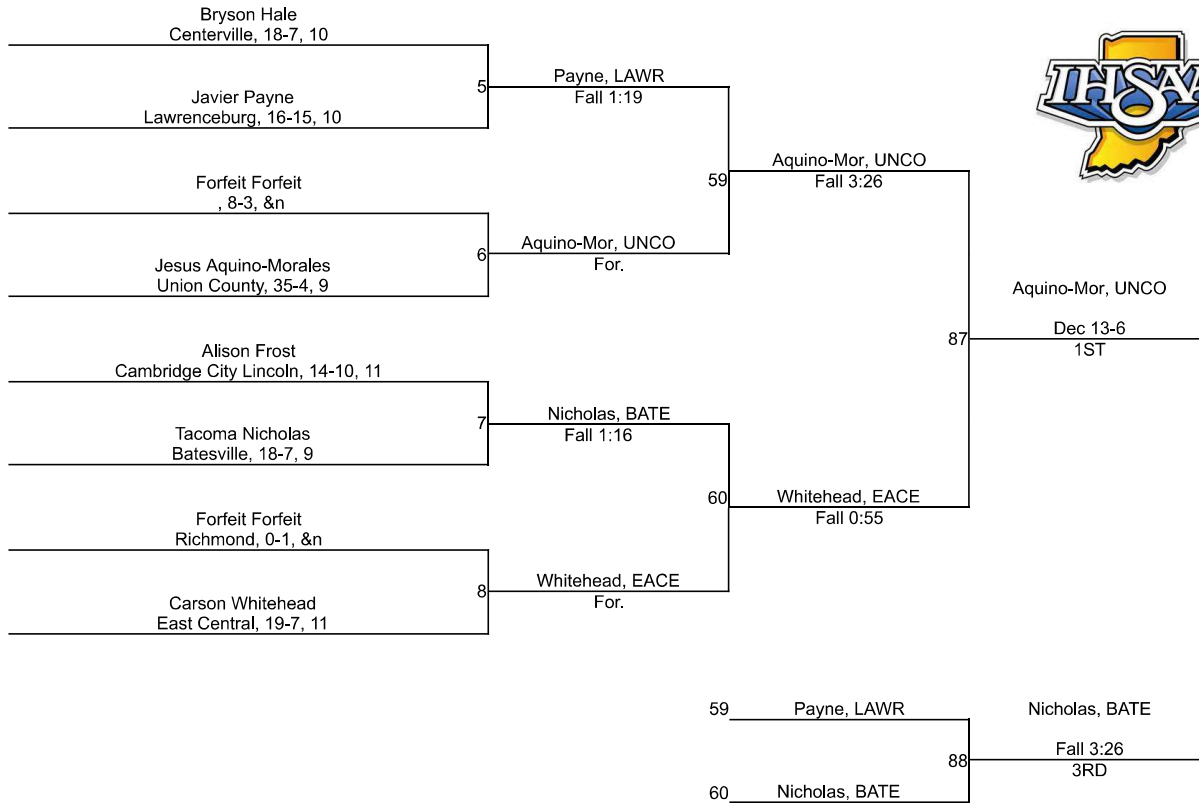 Bryson Hale
Centerville, 18-7, 10
5
Javier Payne
Lawrenceburg, 16-15, 10
Payne, LAWR
Fall 1:19
Forfeit Forfeit
, 8-3, &n
6
Jesus Aquino-Morales
Union County, 35-4, 9
Aquino-Mor, UNCO
For.
59
Aquino-Mor, UNCO
Fall 3:26
Alison Frost
Cambridge City Lincoln, 14-10, 11
7
Tacoma Nicholas
Batesville, 18-7, 9
Nicholas, BATE
Fall 1:16
Forfeit Forfeit
Richmond, 0-1, &n
8
Carson Whitehead
East Central, 19-7, 11
Whitehead, EACE
For.
60
Whitehead, EACE
Fall 0:55
87
Aquino-Mor, UNCO
Dec 13-6
1ST
59
Payne, LAWR
60
Nicholas, BATE
88
Nicholas, BATE
Fall 3:26
3RD
IHSAA